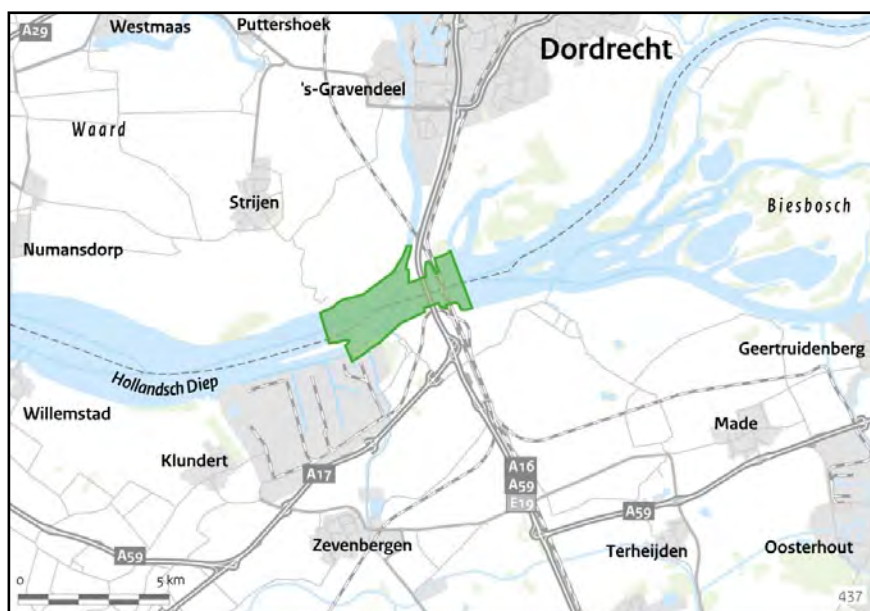 A29
Westmaas
Puttershoek
Dordrecht
's-Gravendeel
Waard
Strijen
Biesbosch
Numansdorp
Hollandsch Diep
Geertruidenberg
Willemstad
Made
Klundert
A17
A16
A59
E19
A59
A59
Zevenbergen
Terheijden
Oosterhout
0
5 km
437